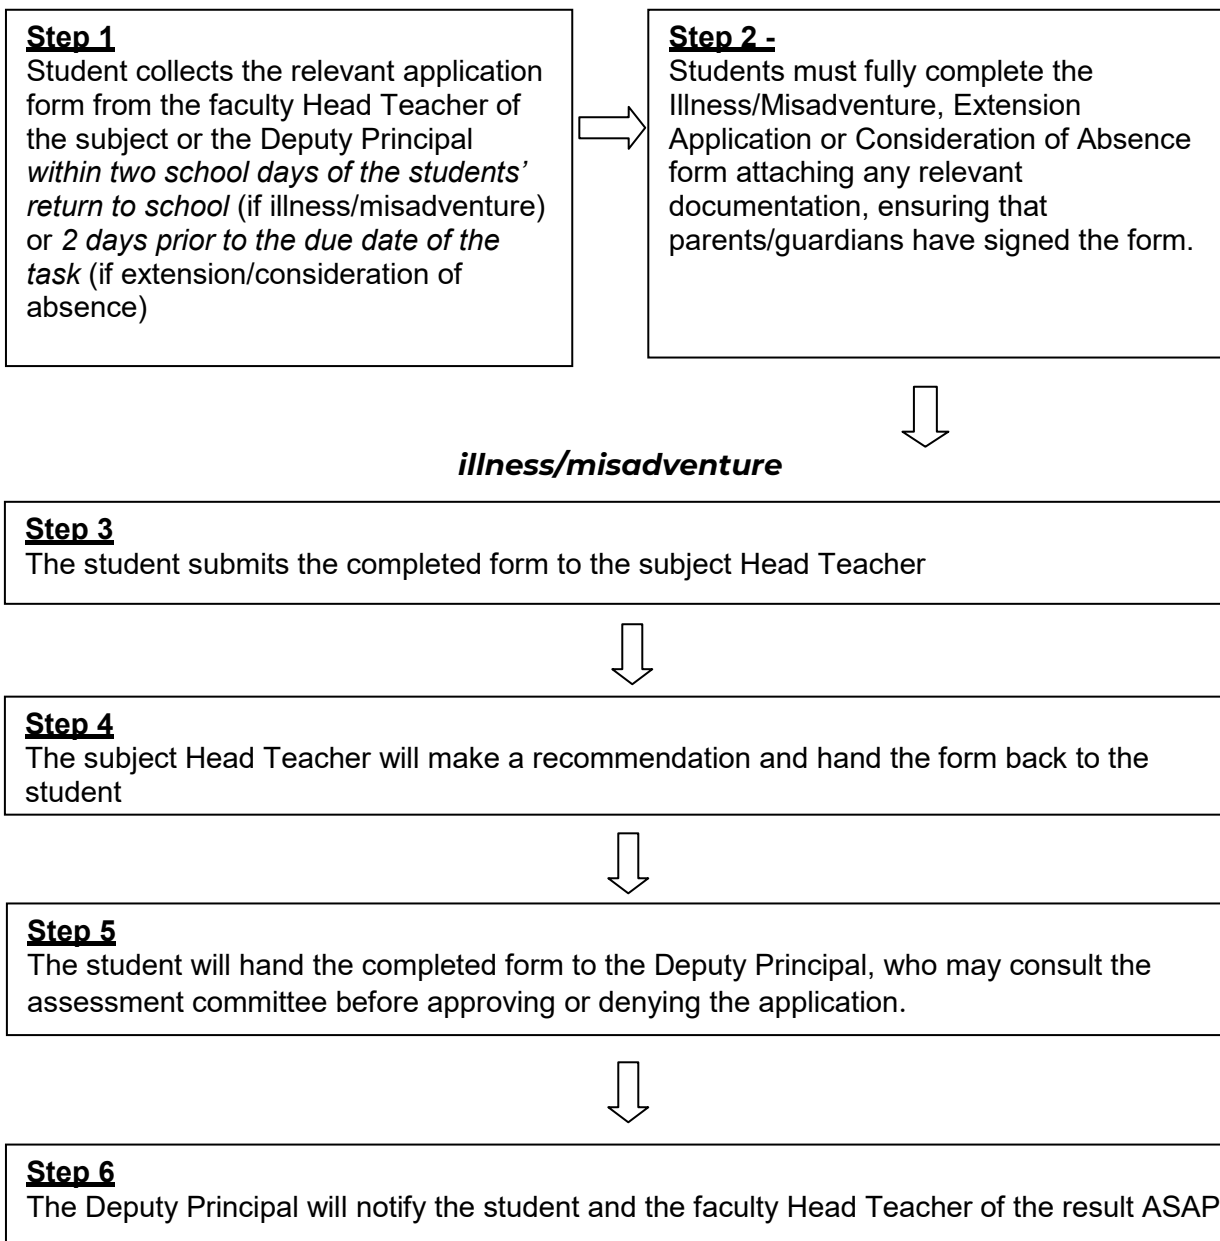 Step 1
Student collects the relevant application
form from the faculty Head Teacher of
the subject or the Deputy Principal
within two school days of the students’
return to school (if illness/misadventure)
or 2 days prior to the due date of the
task (if extension/consideration of
absence)
Step 2 -
Students must fully complete the
Illness/Misadventure, Extension
Application or Consideration of Absence
form attaching any relevant
documentation, ensuring that
parents/guardians have signed the form.
illness/misadventure
Step 3
The student submits the completed form to the subject Head Teacher
Step 4
The subject Head Teacher will make a recommendation and hand the form back to the
student
Step 5
The student will hand the completed form to the Deputy Principal, who may consult the
assessment committee before approving or denying the application.
Step 6
The Deputy Principal will notify the student and the faculty Head Teacher of the result ASAP